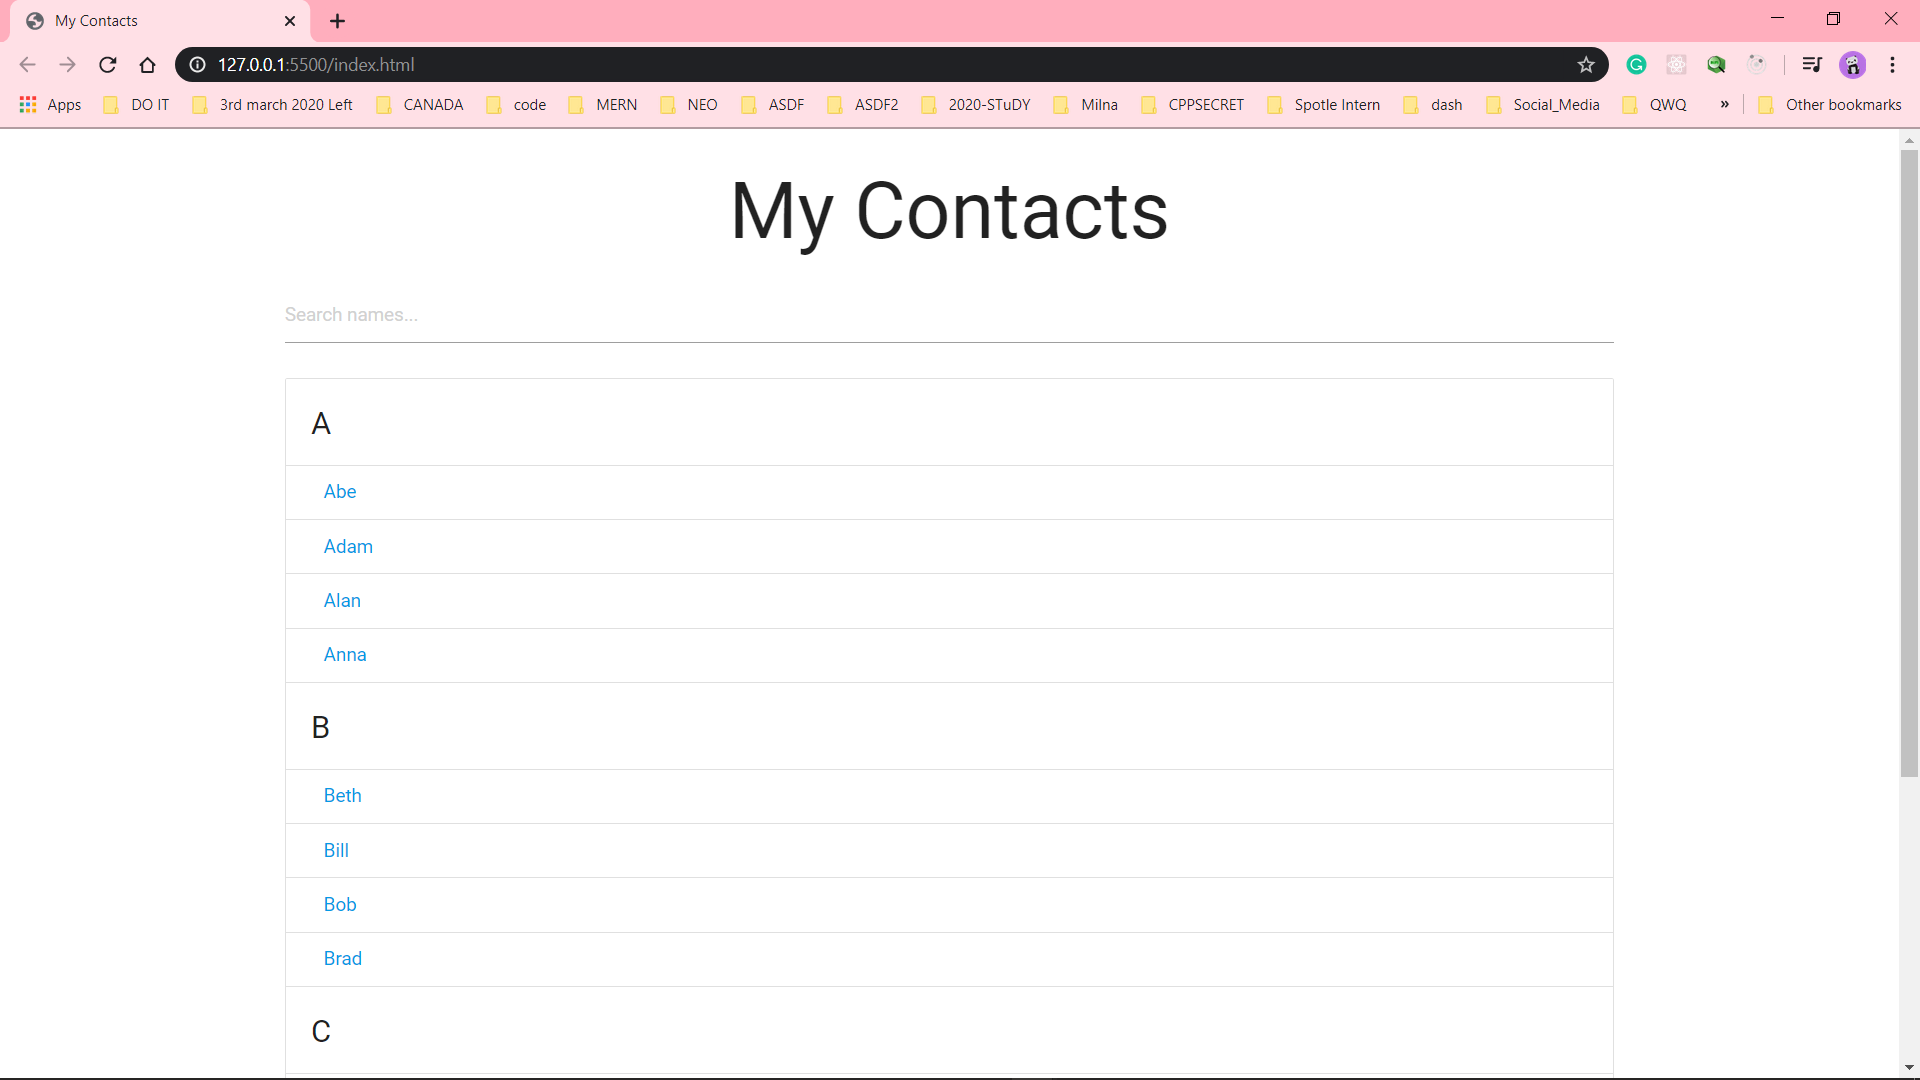 My Contacts
127.0.0.1:5500/index.html
Apps DO IT 3rd march 2020 Left CANADA code MERN NEO ASDF ASDF2 2020-STuDY Milna CPPSECRET Spotle Intern dash Social_Media QWQ » Other bookmarks
My Contacts
Search names...
A
Abe
Adam
Alan
Anna
B
Beth
Bill
Bob
Brad
C